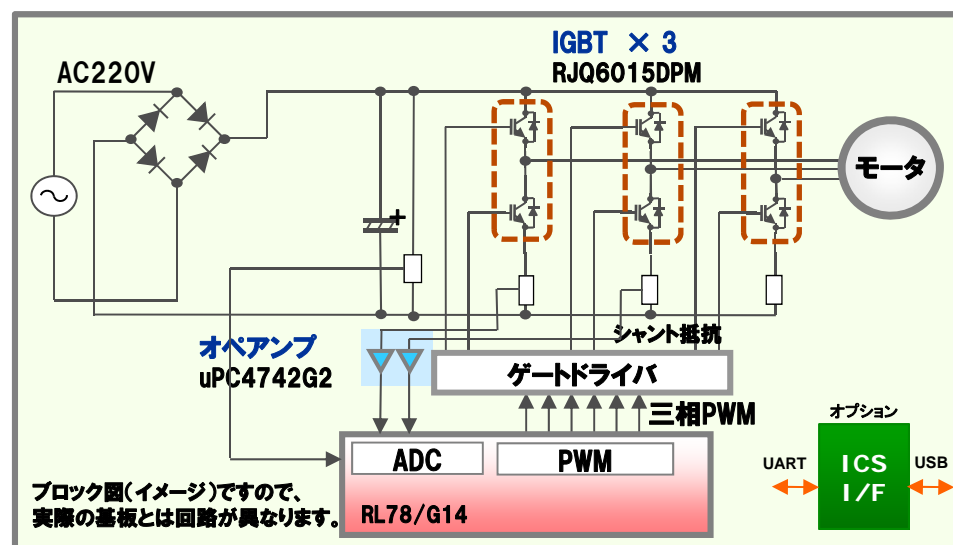 IGBT × 3
RJQ6015DPM
AC220V
モータ
+
シャント抵抗
オペアンプ
uPC4742G2
ゲートドライバ
三相PWM
ADC
PWM
RL78/G14
ブロック図(イメージ)ですので、
実際の基板とは回路が異なります。
オプション
UART
ICS
I/F
USB